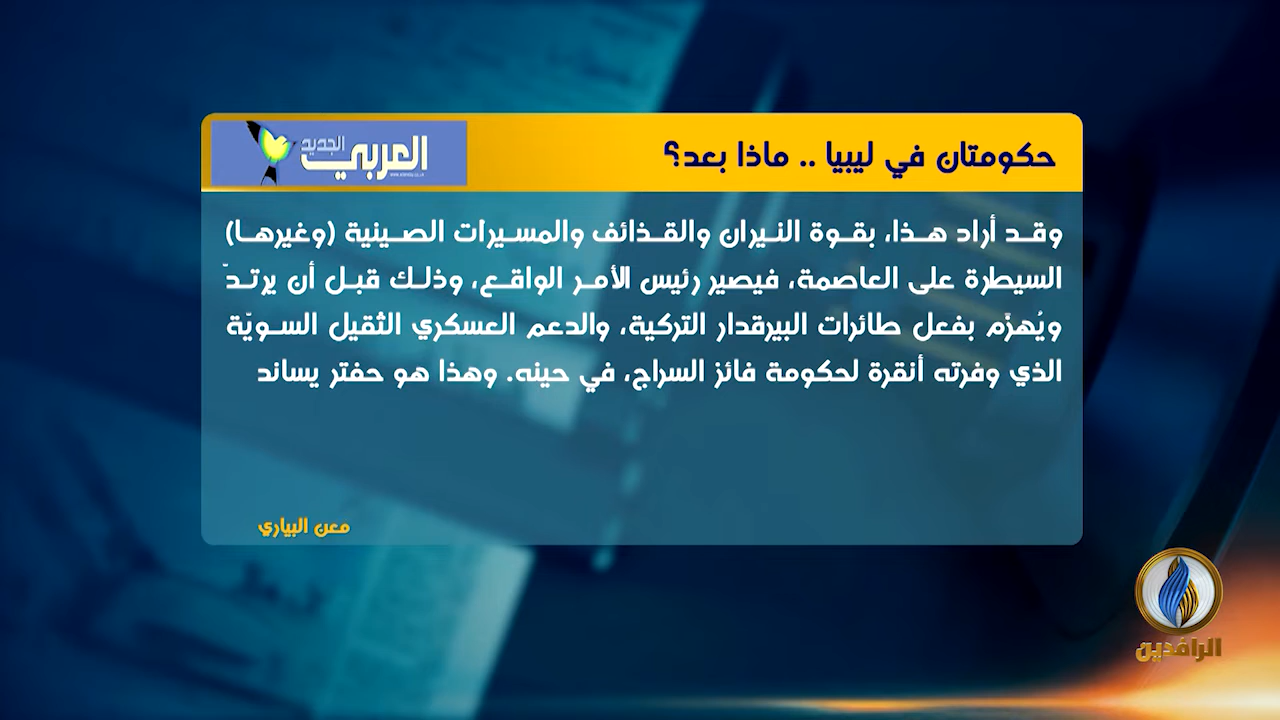 حكومتان في ليبيا .. ماذا بعد؟
العربي الجديد
وقد أراد هذا، بقوة النيران والقذائف والمسيرات الصينية (وغيرها)
السيطرة على العاصمة، فيصير رئيس الأمر الواقع، وذلك قبل أن يرتدّ
ويُهزَم بفعل طائرات البيرقدار التركية، والدعم العسكري الثقيل السويّة
الذي وفرته أنقرة لحكومة فائز السراج، في حينه. وهذا هو حفتر يساند
معن البياري
الرافدين